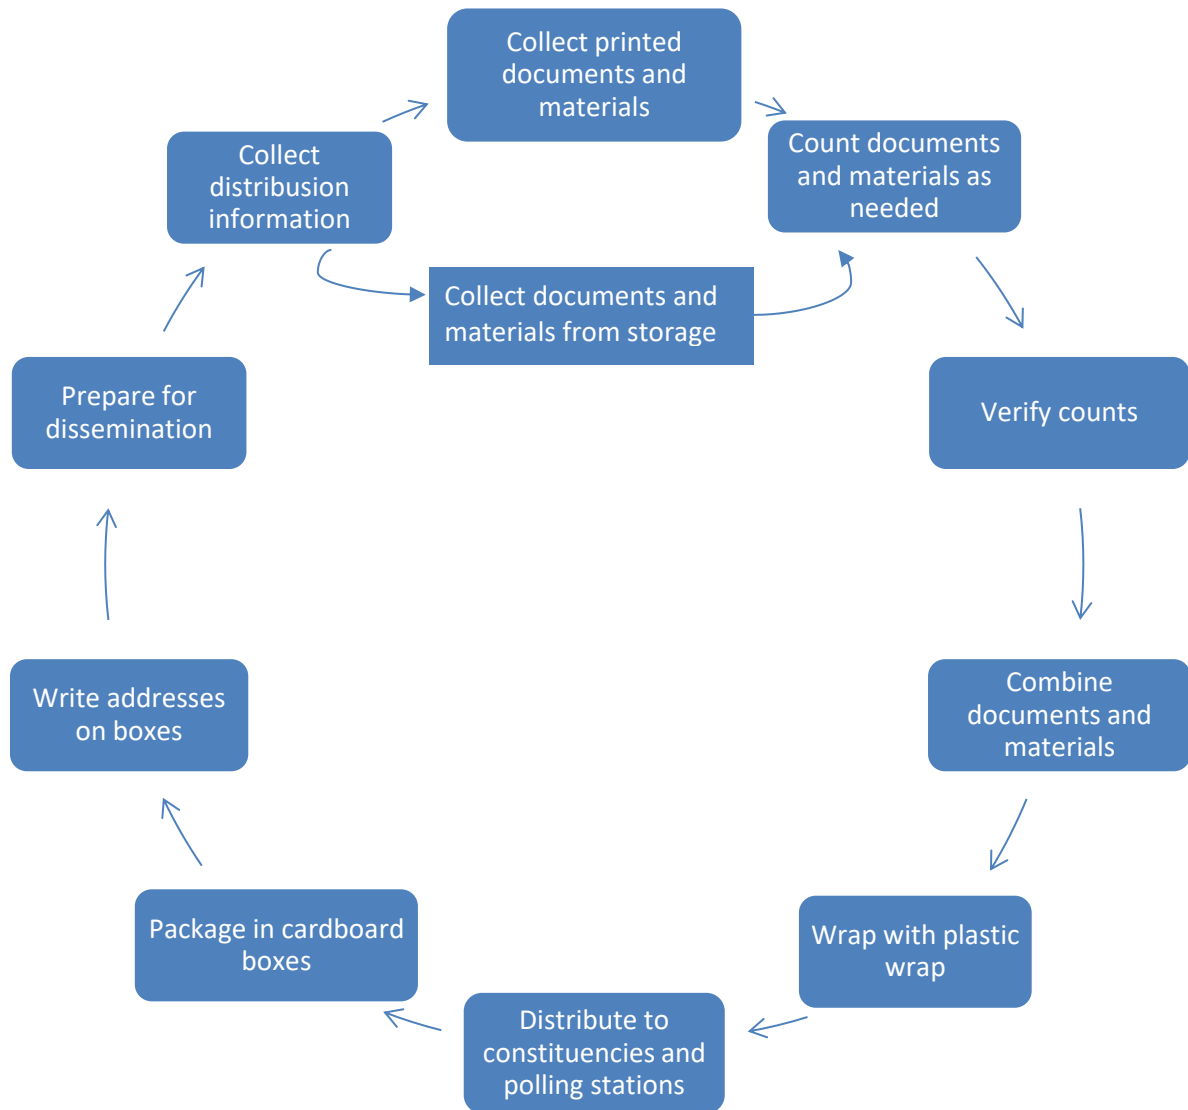 Collect printed
documents and
materials
Count documents
and materials as
needed
Collect
distribusion
information
Collect documents and
materials from storage
Verify counts
Prepare for
dissemination
Combine
documents and
materials
Write addresses
on boxes
Wrap with plastic
wrap
Package in cardboard
boxes
Distribute to
constituencies and
polling stations